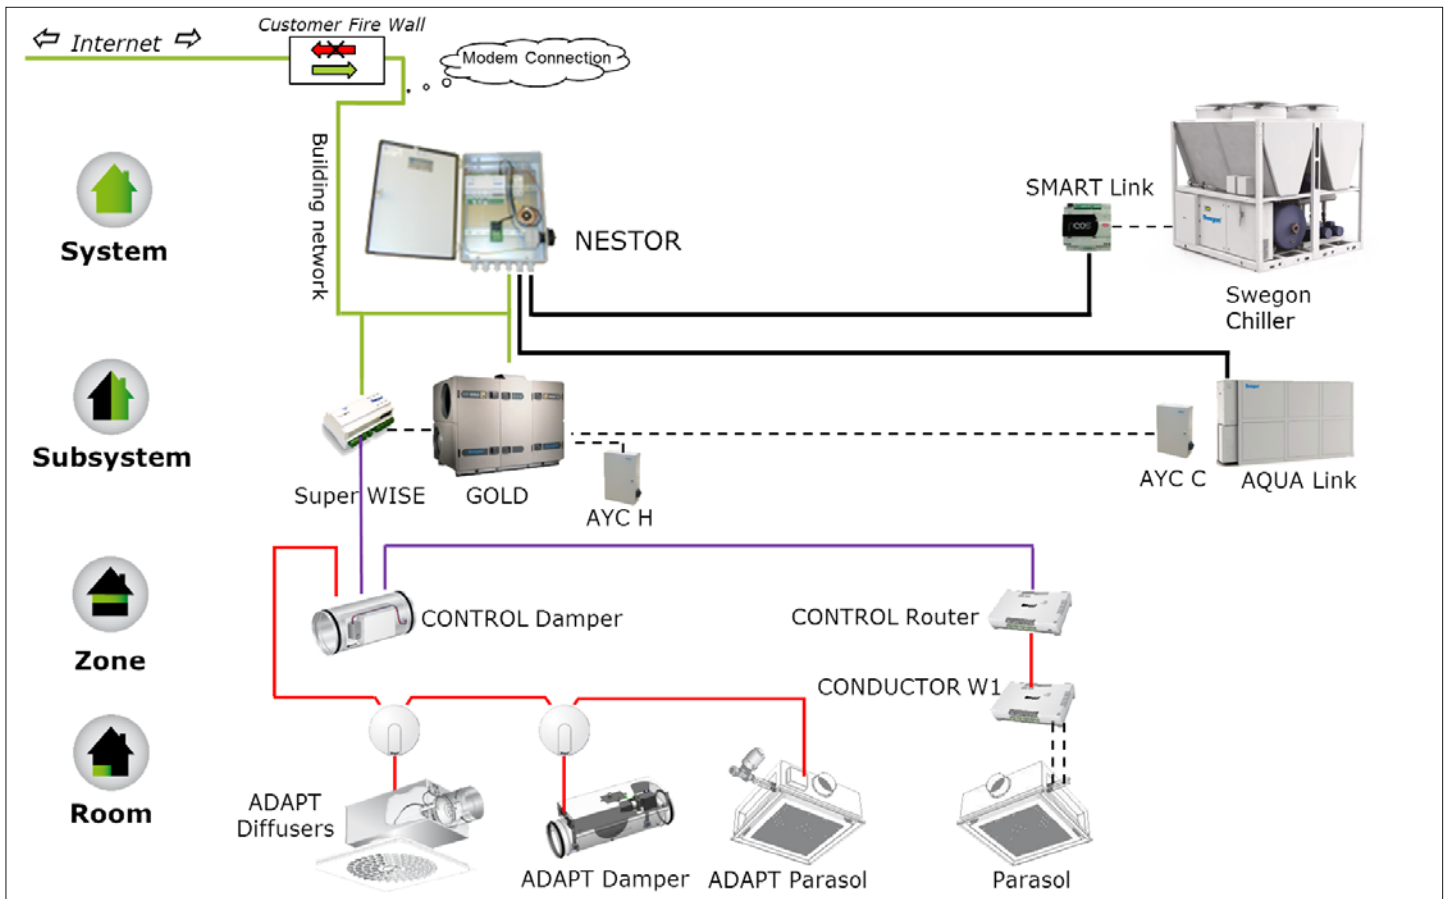 Customer Fire Wall
Internet
Modem Connection
Building network
SMART Link
System
NESTOR
Swegon
Chiller
Subsystem
Super WISE
GOLD
AYC H
AYC C
AQUA Link
Zone
CONTROL Damper
CONTROL Router
CONDUCTOR W1
Room
ADAPT
Diffusers
ADAPT Damper
ADAPT Parasol
Parasol